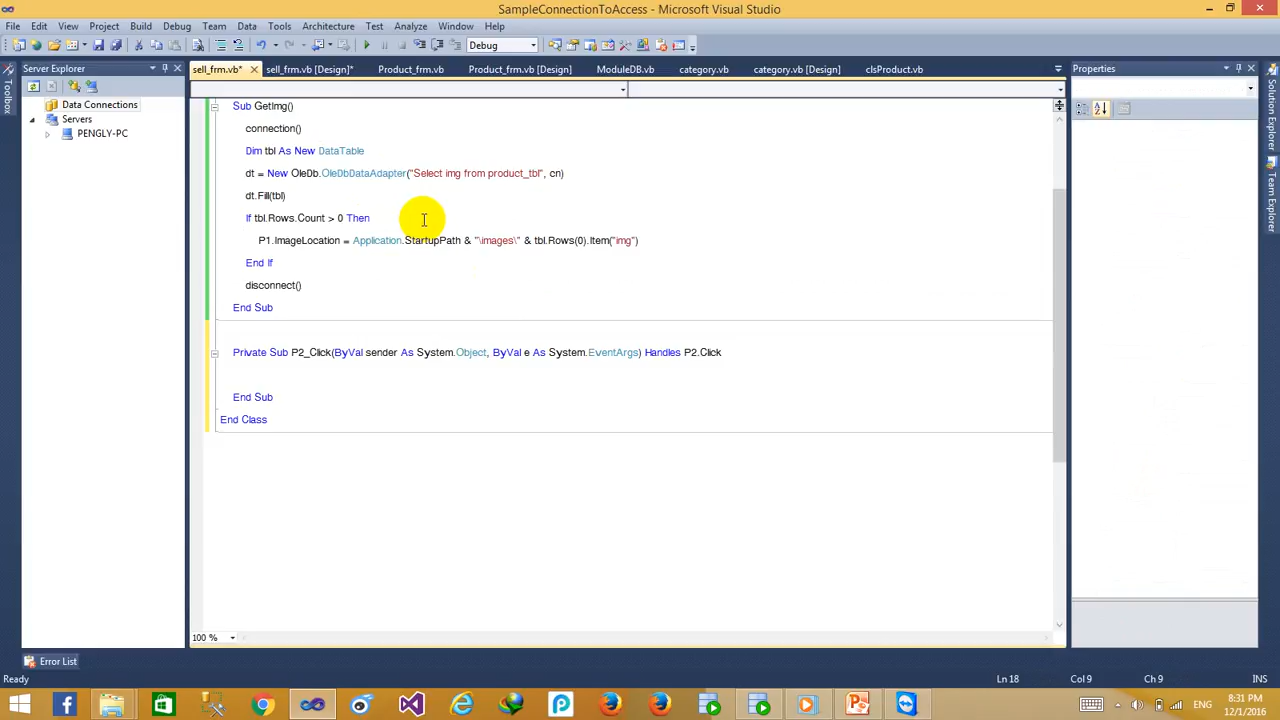 SampleConnectionToAccess - Microsoft Visual Studio
File Edit View Project Build Debug Team Data Tools Architecture Test Analyze Window Help
Debug
Server Explorer
sell_frm.vb* sell_frm.vb [Design]* Product_frm.vb Product_frm.vb [Design] ModuleDB.vb category.vb category.vb [Design] clsProduct.vb
Properties
Toolbox
Data Connections
Servers
PENGLY-PC
Solution Explorer
Team Explorer
Sub GetImg()
connection()
Dim tbl As New DataTable
dt = New OleDb.OleDbDataAdapter("Select img from product_tbl", cn)
dt.Fill(tbl)
If tbl.Rows.Count > 0 Then
P1.ImageLocation = Application.StartupPath & "\images\" & tbl.Rows(0).Item("img")
End If
disconnect()
End Sub
Private Sub P2_Click(ByVal sender As System.Object, ByVal e As System.EventArgs) Handles P2.Click
End Sub
End Class
100 %
Error List
Ready
Ln 18 Col 9 Ch 9 INS
ENG
8:31 PM
12/1/2016